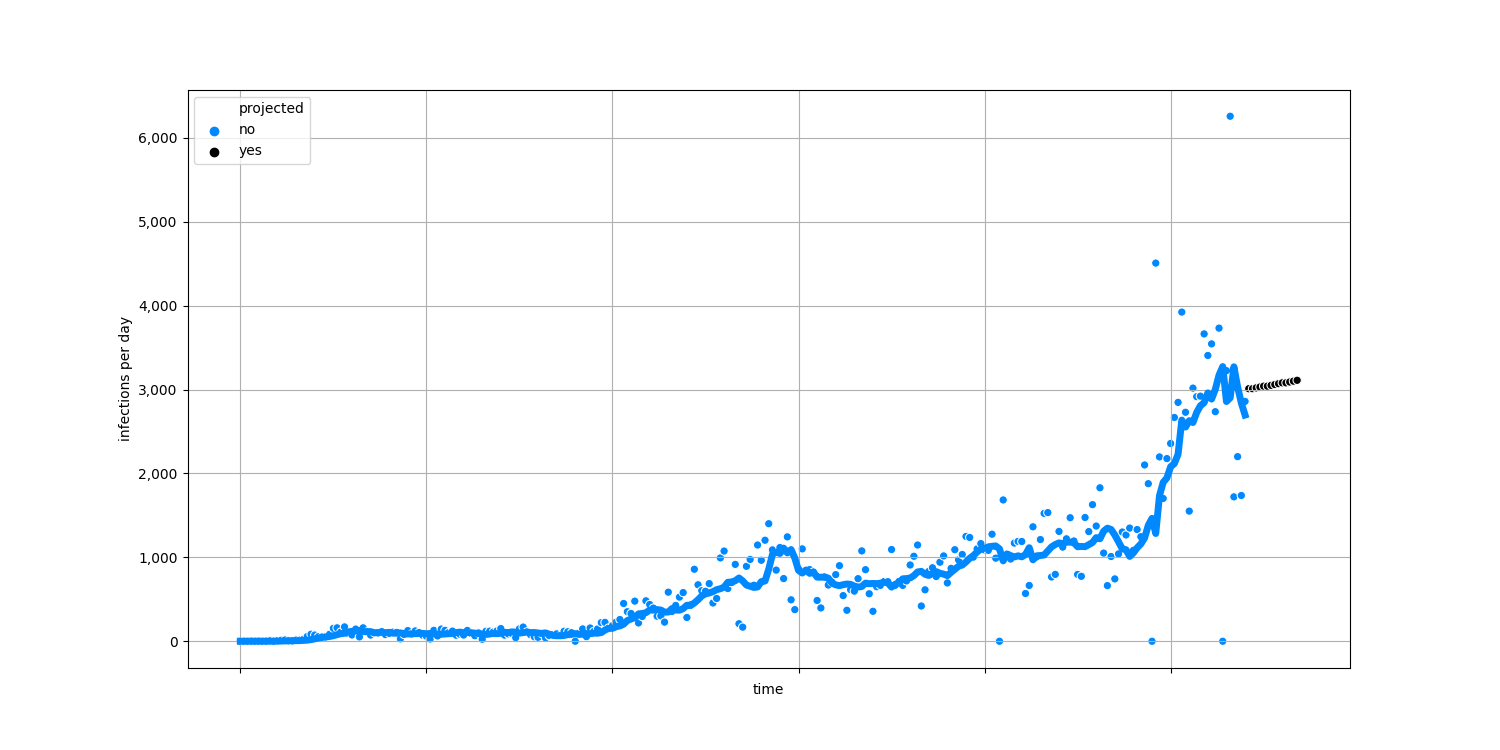 projected
no
yes
6,000
5,000
4,000
3,000
2,000
1,000
0
infections per day
time